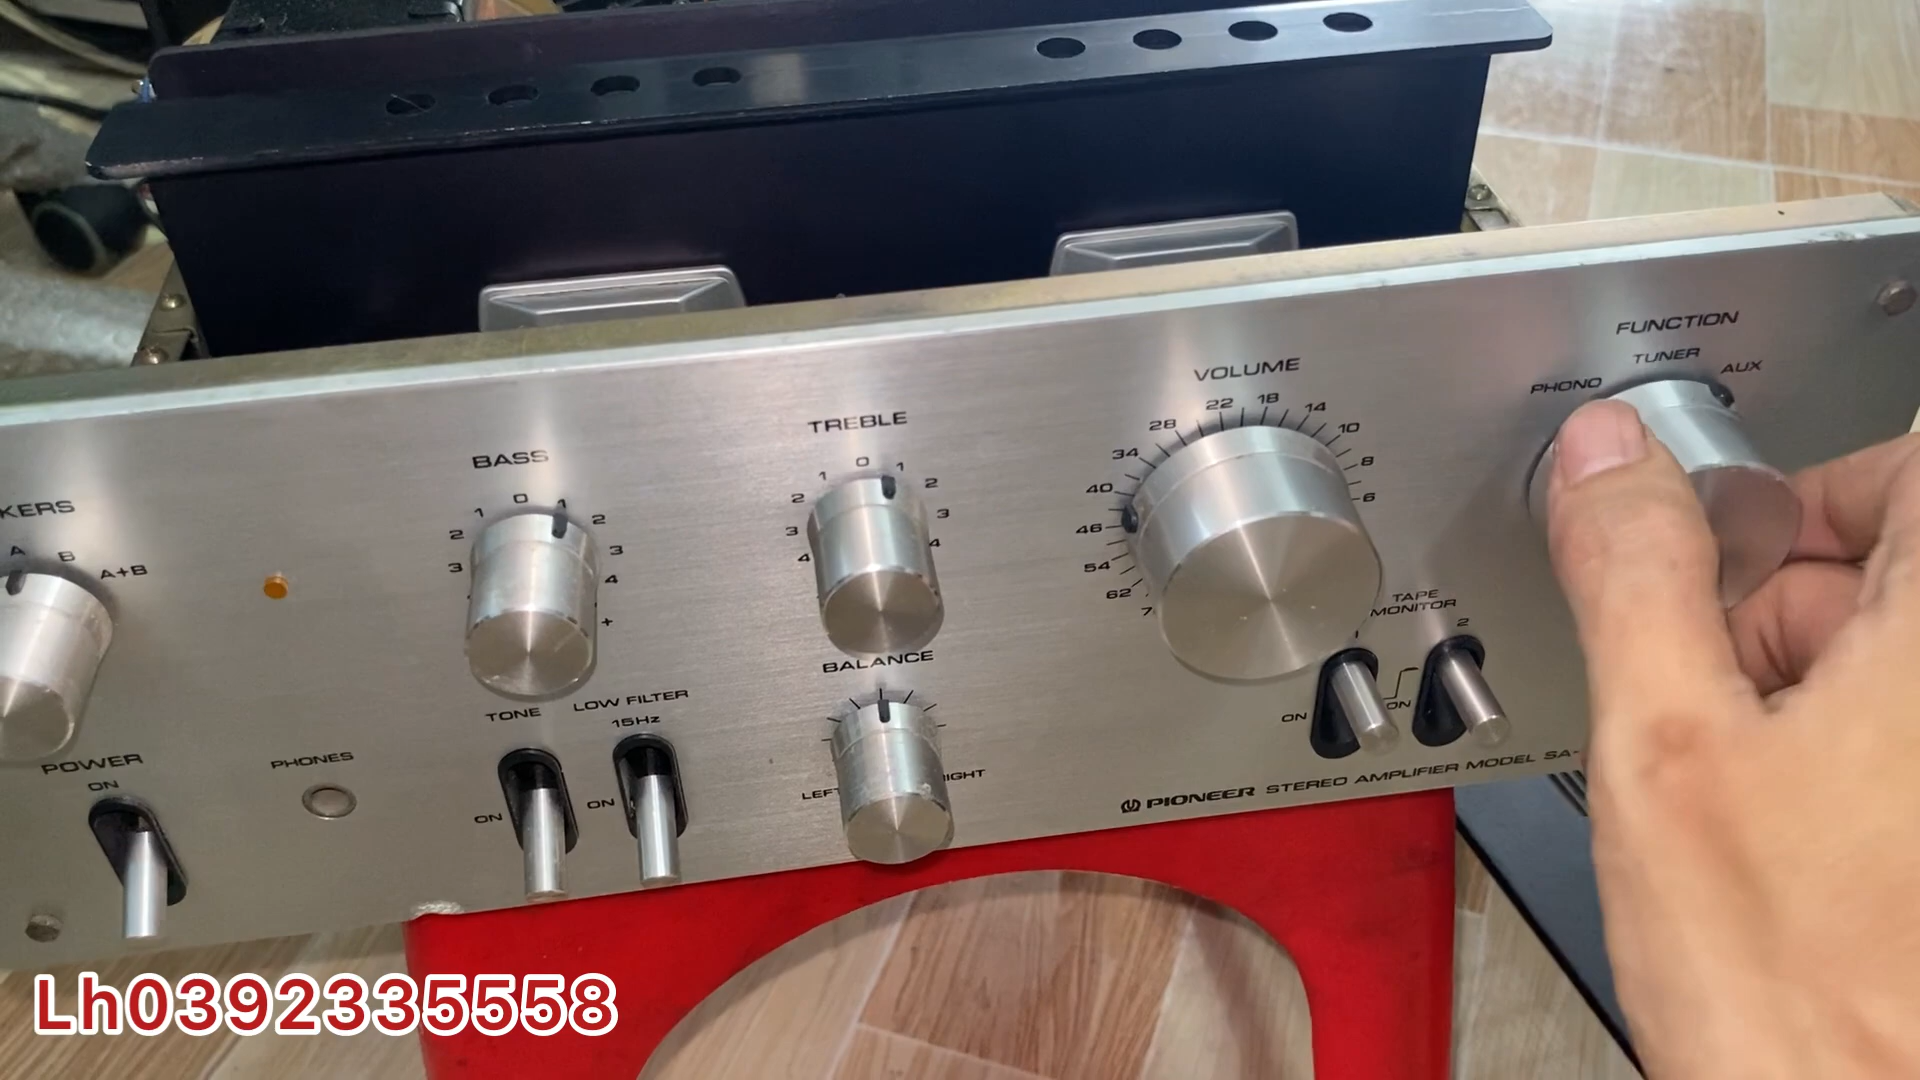 FUNCTION
TUNER
PHONO
AUX
VOLUME
28 22 18 14 10
34 8
40 6
46
54
62
TREBLE
1 0 1
2 2
3 3
4 4
BASS
1 0 1
2 2
3 3
4
+
KERS
A B A+B
TAPE
MONITOR
1 2
ON ON
BALANCE
LEFT RIGHT
LOW FILTER
TONE 15Hz
ON ON
POWER
ON
PHONES
PIONEER STEREO AMPLIFIER MODEL SA-
Lh0392335558